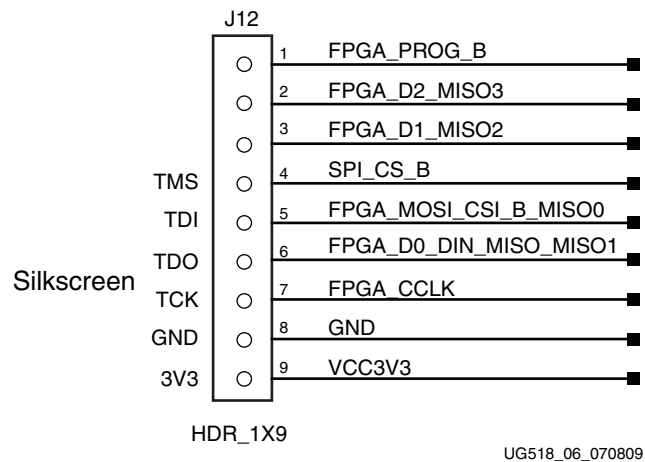 J12
1 FPGA_PROG_B
2 FPGA_D2_MISO3
3 FPGA_D1_MISO2
TMS 4 SPI_CS_B
TDI 5 FPGA_MOSI_CSI_B_MISO0
TDO 6 FPGA_D0_DIN_MISO_MISO1
Silkscreen
TCK 7 FPGA_CCLK
GND 8 GND
3V3 9 VCC3V3
HDR_1X9
UG518_06_070809